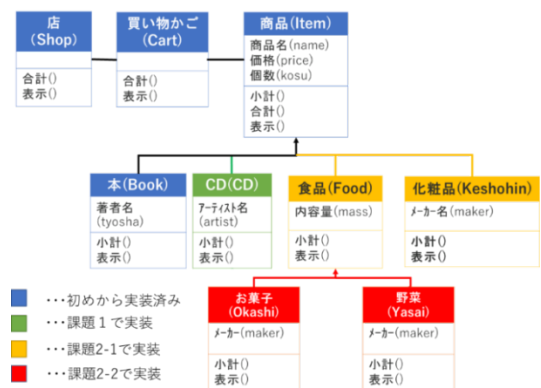 店
(Shop)
合計()
表示()
買い物かご
(Cart)
合計()
表示()
商品(Item)
商品名(name)
価格(price)
個数(kosu)
小計()
合計()
表示()
本(Book)
著者名
(tyosha)
小計()
表示()
CD(CD)
ｱｰﾃｨｽﾄ名
(artist)
小計()
表示()
食品(Food)
内容量(mass)
小計()
表示()
化粧品(Keshohin)
ﾒｰｶｰ名(maker)
小計()
表示()
お菓子
(Okashi)
ﾒｰｶｰ(maker)
小計()
表示()
野菜
(Yasai)
ﾒｰｶｰ(maker)
小計()
表示()
・・・初めから実装済み
・・・課題１で実装
・・・課題2-1で実装
・・・課題2-2で実装